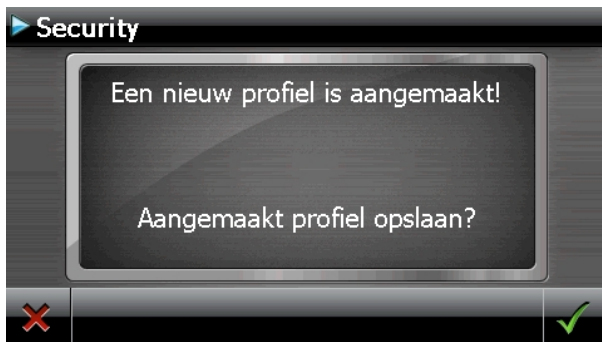 Security
Een nieuw profiel is aangemaakt!
Aangemaakt profiel opslaan?